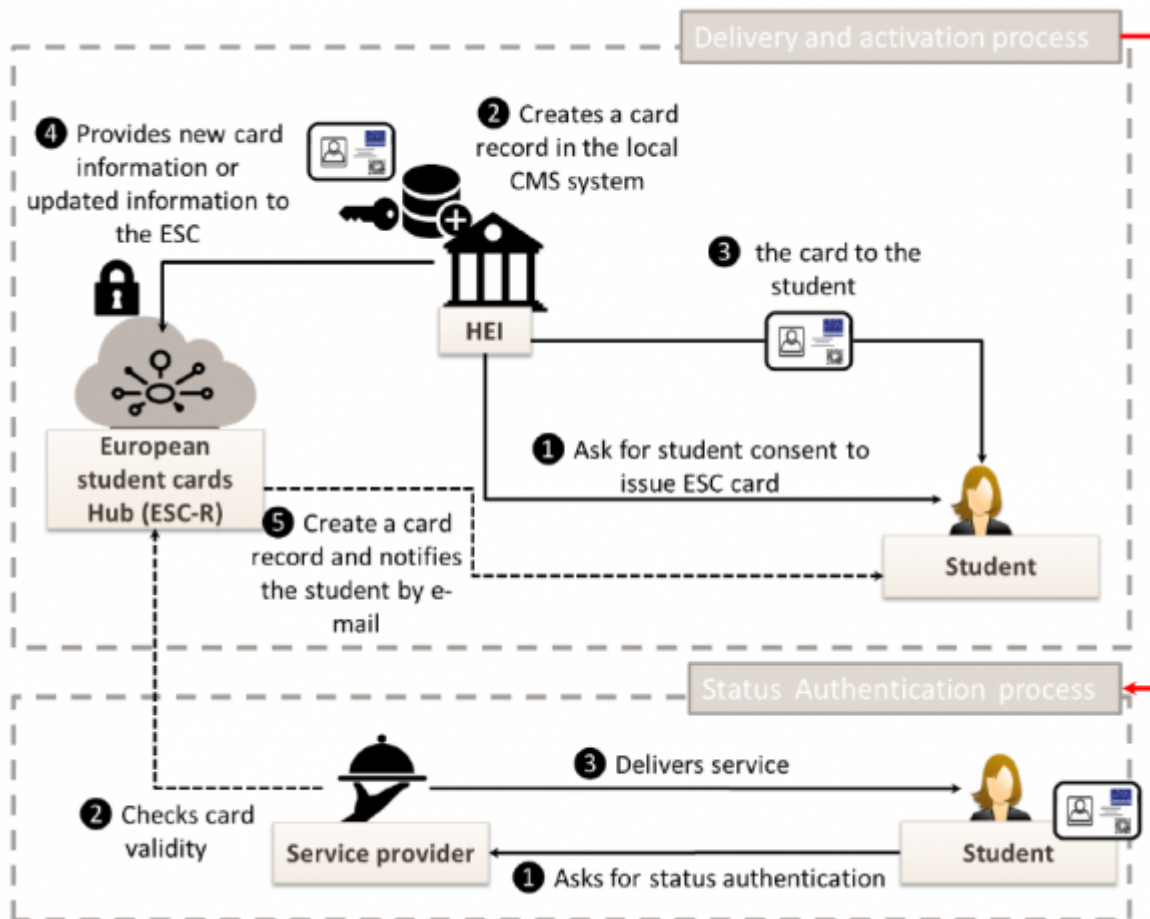 Delivery and activation process
❹ Provides new card
information or
updated information to
the ESC
❷ Creates a card
record in the local
CMS system
❸ the card to the
student
HEI
❶ Ask for student consent to
issue ESC card
European
student cards
Hub (ESC-R)
❺ Create a card
record and notifies
the student by e-
mail
Student
Status Authentication process
❸ Delivers service
❷ Checks card
validity
Service provider
Student
❶ Asks for status authentication